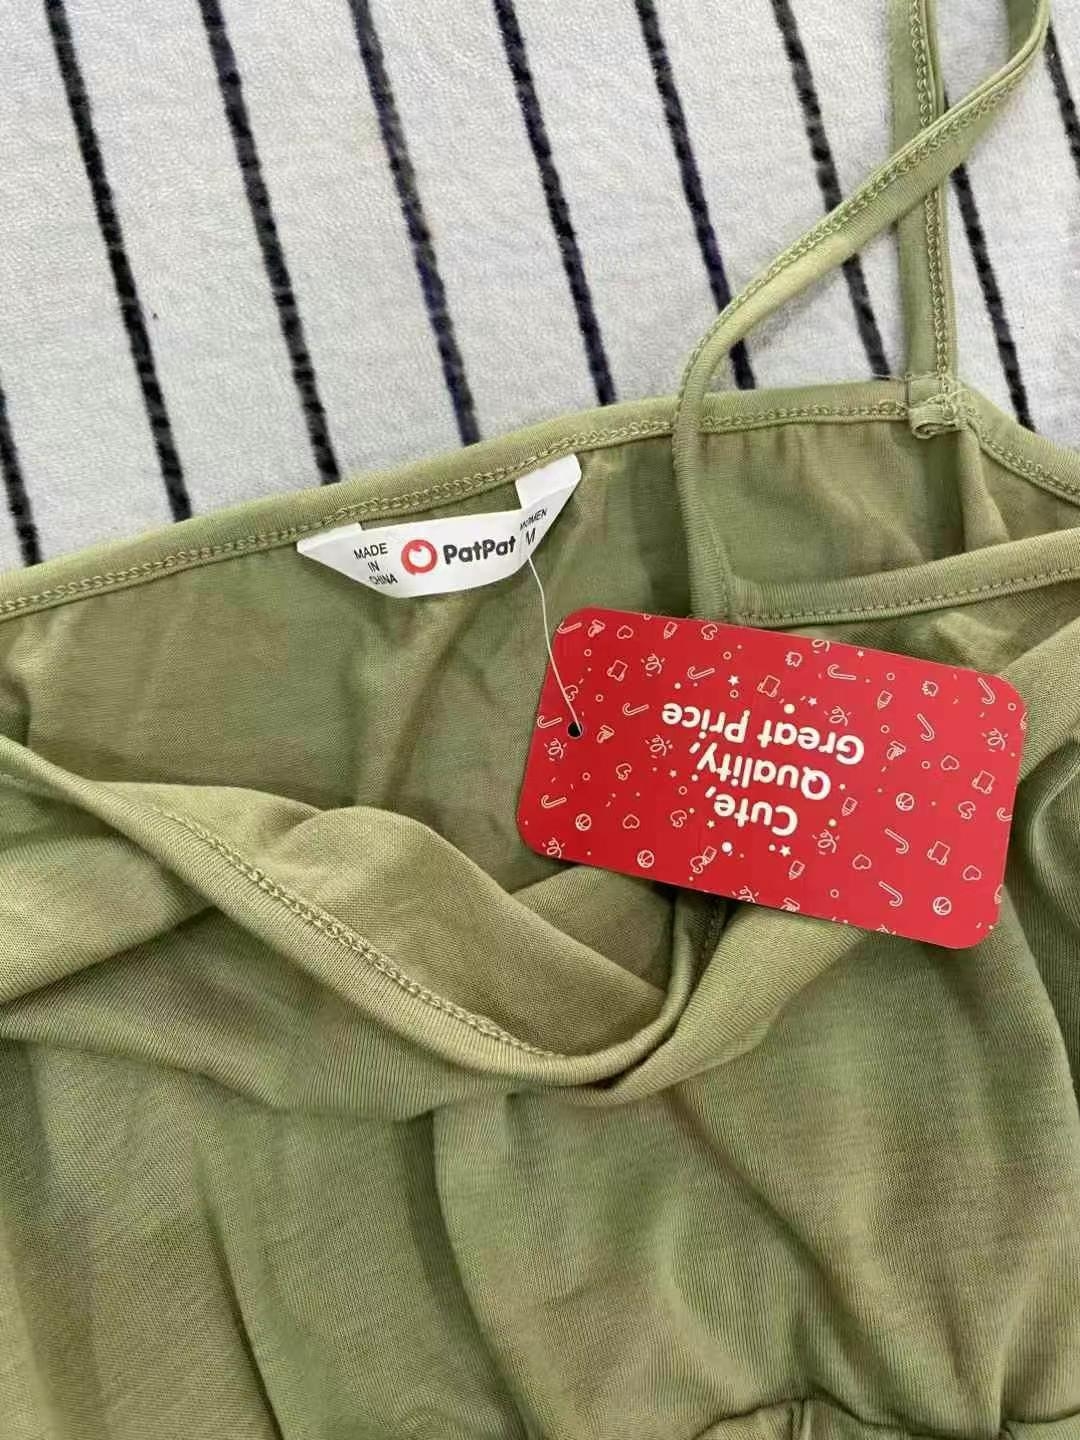 MADE
IN
CHINA
PatPat
WOMEN
M
Cute,
Quality,
Great Price